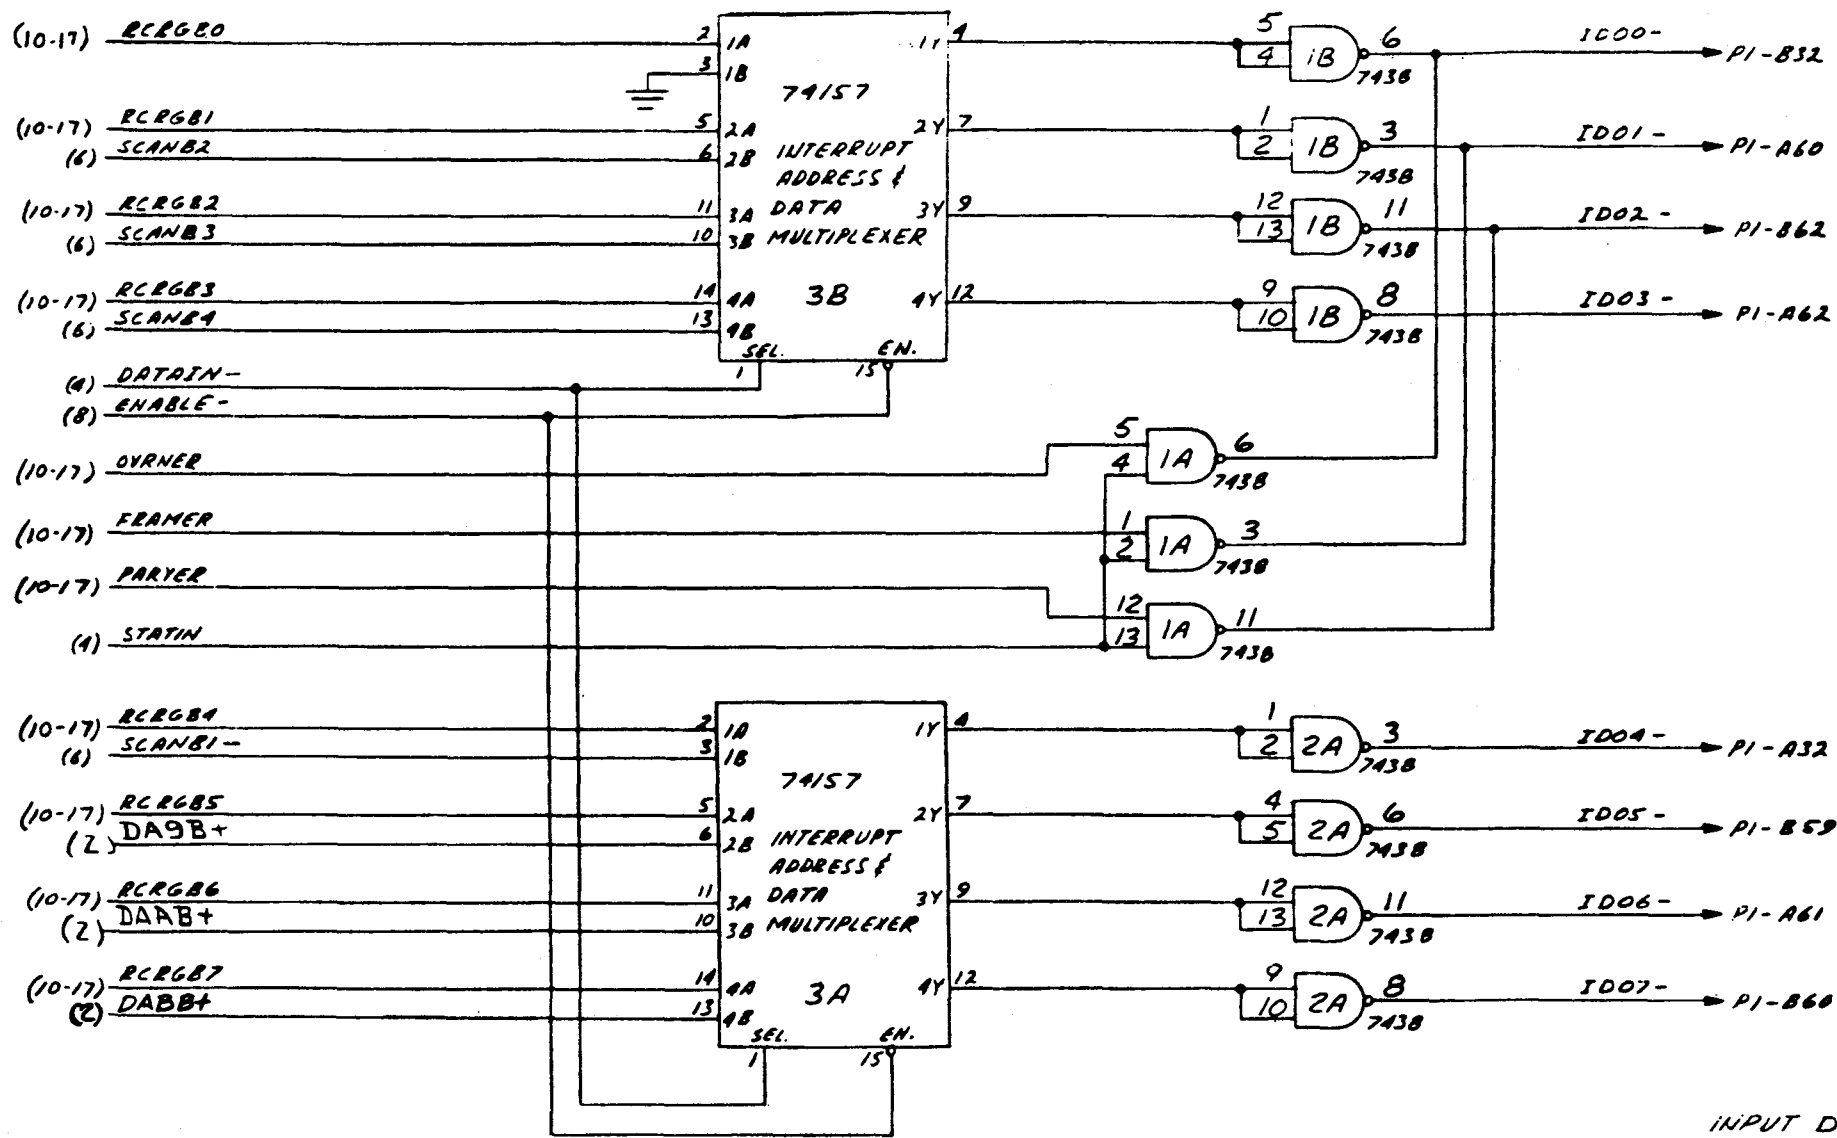 (10-17) RCRGB0 2 1A 1Y 4 5 4 1B 6 7438 ID00- P1-B32
3 1B
74157
(10-17) RCRGB1 5 2A 2Y 7 1 2 1B 3 7438 ID01- P1-A60
(6) SCANB2 6 2B INTERRUPT
ADDRESS &
(10-17) RCRGB2 11 3A DATA 3Y 9 12 13 1B 11 7438 ID02- P1-B62
(6) SCANB3 10 3B MULTIPLEXER
(10-17) RCRGB3 14 4A 3B 4Y 12 9 10 1B 8 7438 ID03- P1-A62
(6) SCANB4 13 4B
SEL. EN.
1 15
(4) DATAIN-
(8) ENABLE-
(10-17) OVRNER 5 4 1A 6 7438
(10-17) FRAMER 1 2 1A 3 7438
(10-17) PARYER 12 13 1A 11 7438
(4) STATIN
(10-17) RCRGB4 2 1A 1Y 4 1 2 2A 3 7438 ID04- P1-A32
(6) SCANB1- 3 1B
74157
(10-17) RCRGB5 5 2A 2Y 7 4 5 2A 6 7438 ID05- P1-B59
(2) DA9B+ 6 2B INTERRUPT
ADDRESS &
(10-17) RCRGB6 11 3A DATA 3Y 9 12 13 2A 11 7438 ID06- P1-A61
(2) DAAB+ 10 3B MULTIPLEXER
(10-17) RCRGB7 14 4A 3A 4Y 12 9 10 2A 8 7438 ID07- P1-B60
(2) DABB+ 13 4B
SEL. EN.
1 15
INPUT D